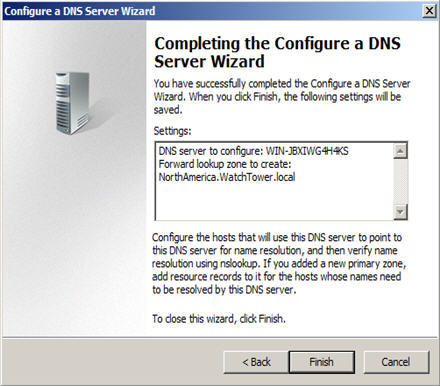 Configure a DNS Server Wizard
Completing the Configure a DNS
Server Wizard
You have successfully completed the Configure a DNS Server
Wizard. When you click Finish, the following settings will be
saved.
Settings:
DNS server to configure: WIN-JBXIWG4H4KS
Forward lookup zone to create:
NorthAmerica.WatchTower.local
Configure the hosts that will use this DNS server to point to
this DNS server for name resolution, and then verify name
resolution using nslookup. If you added a new primary zone,
add resource records to it for the hosts whose names need
to be resolved by this DNS server.
To close this wizard, click Finish.
< Back
Finish
Cancel